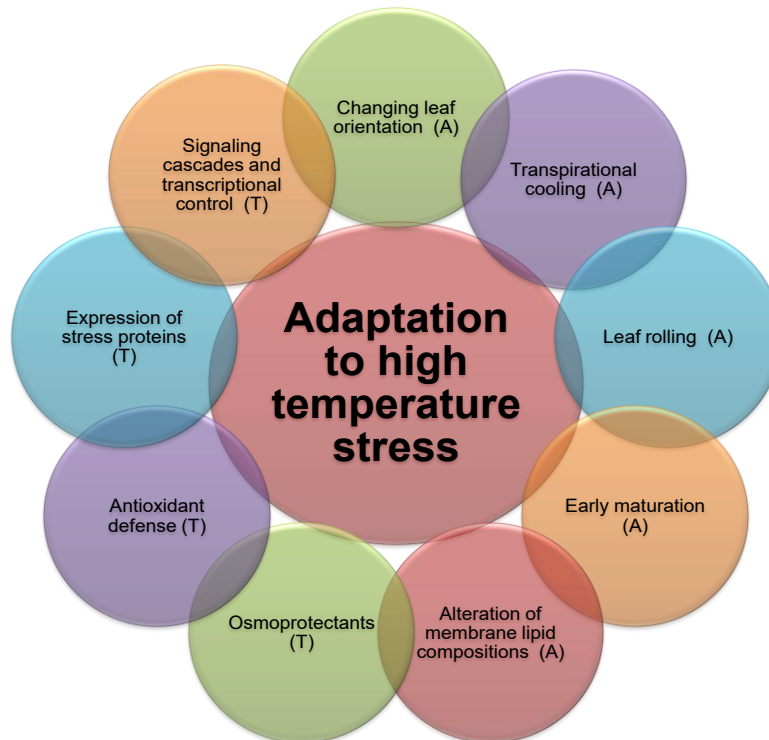 Changing leaf
orientation (A)
Transpirational
cooling (A)
Leaf rolling (A)
Early maturation
(A)
Alteration of
membrane lipid
compositions (A)
Osmoprotectants
(T)
Antioxidant
defense (T)
Expression of
stress proteins
(T)
Signaling
cascades and
transcriptional
control (T)
Adaptation
to high
temperature
stress